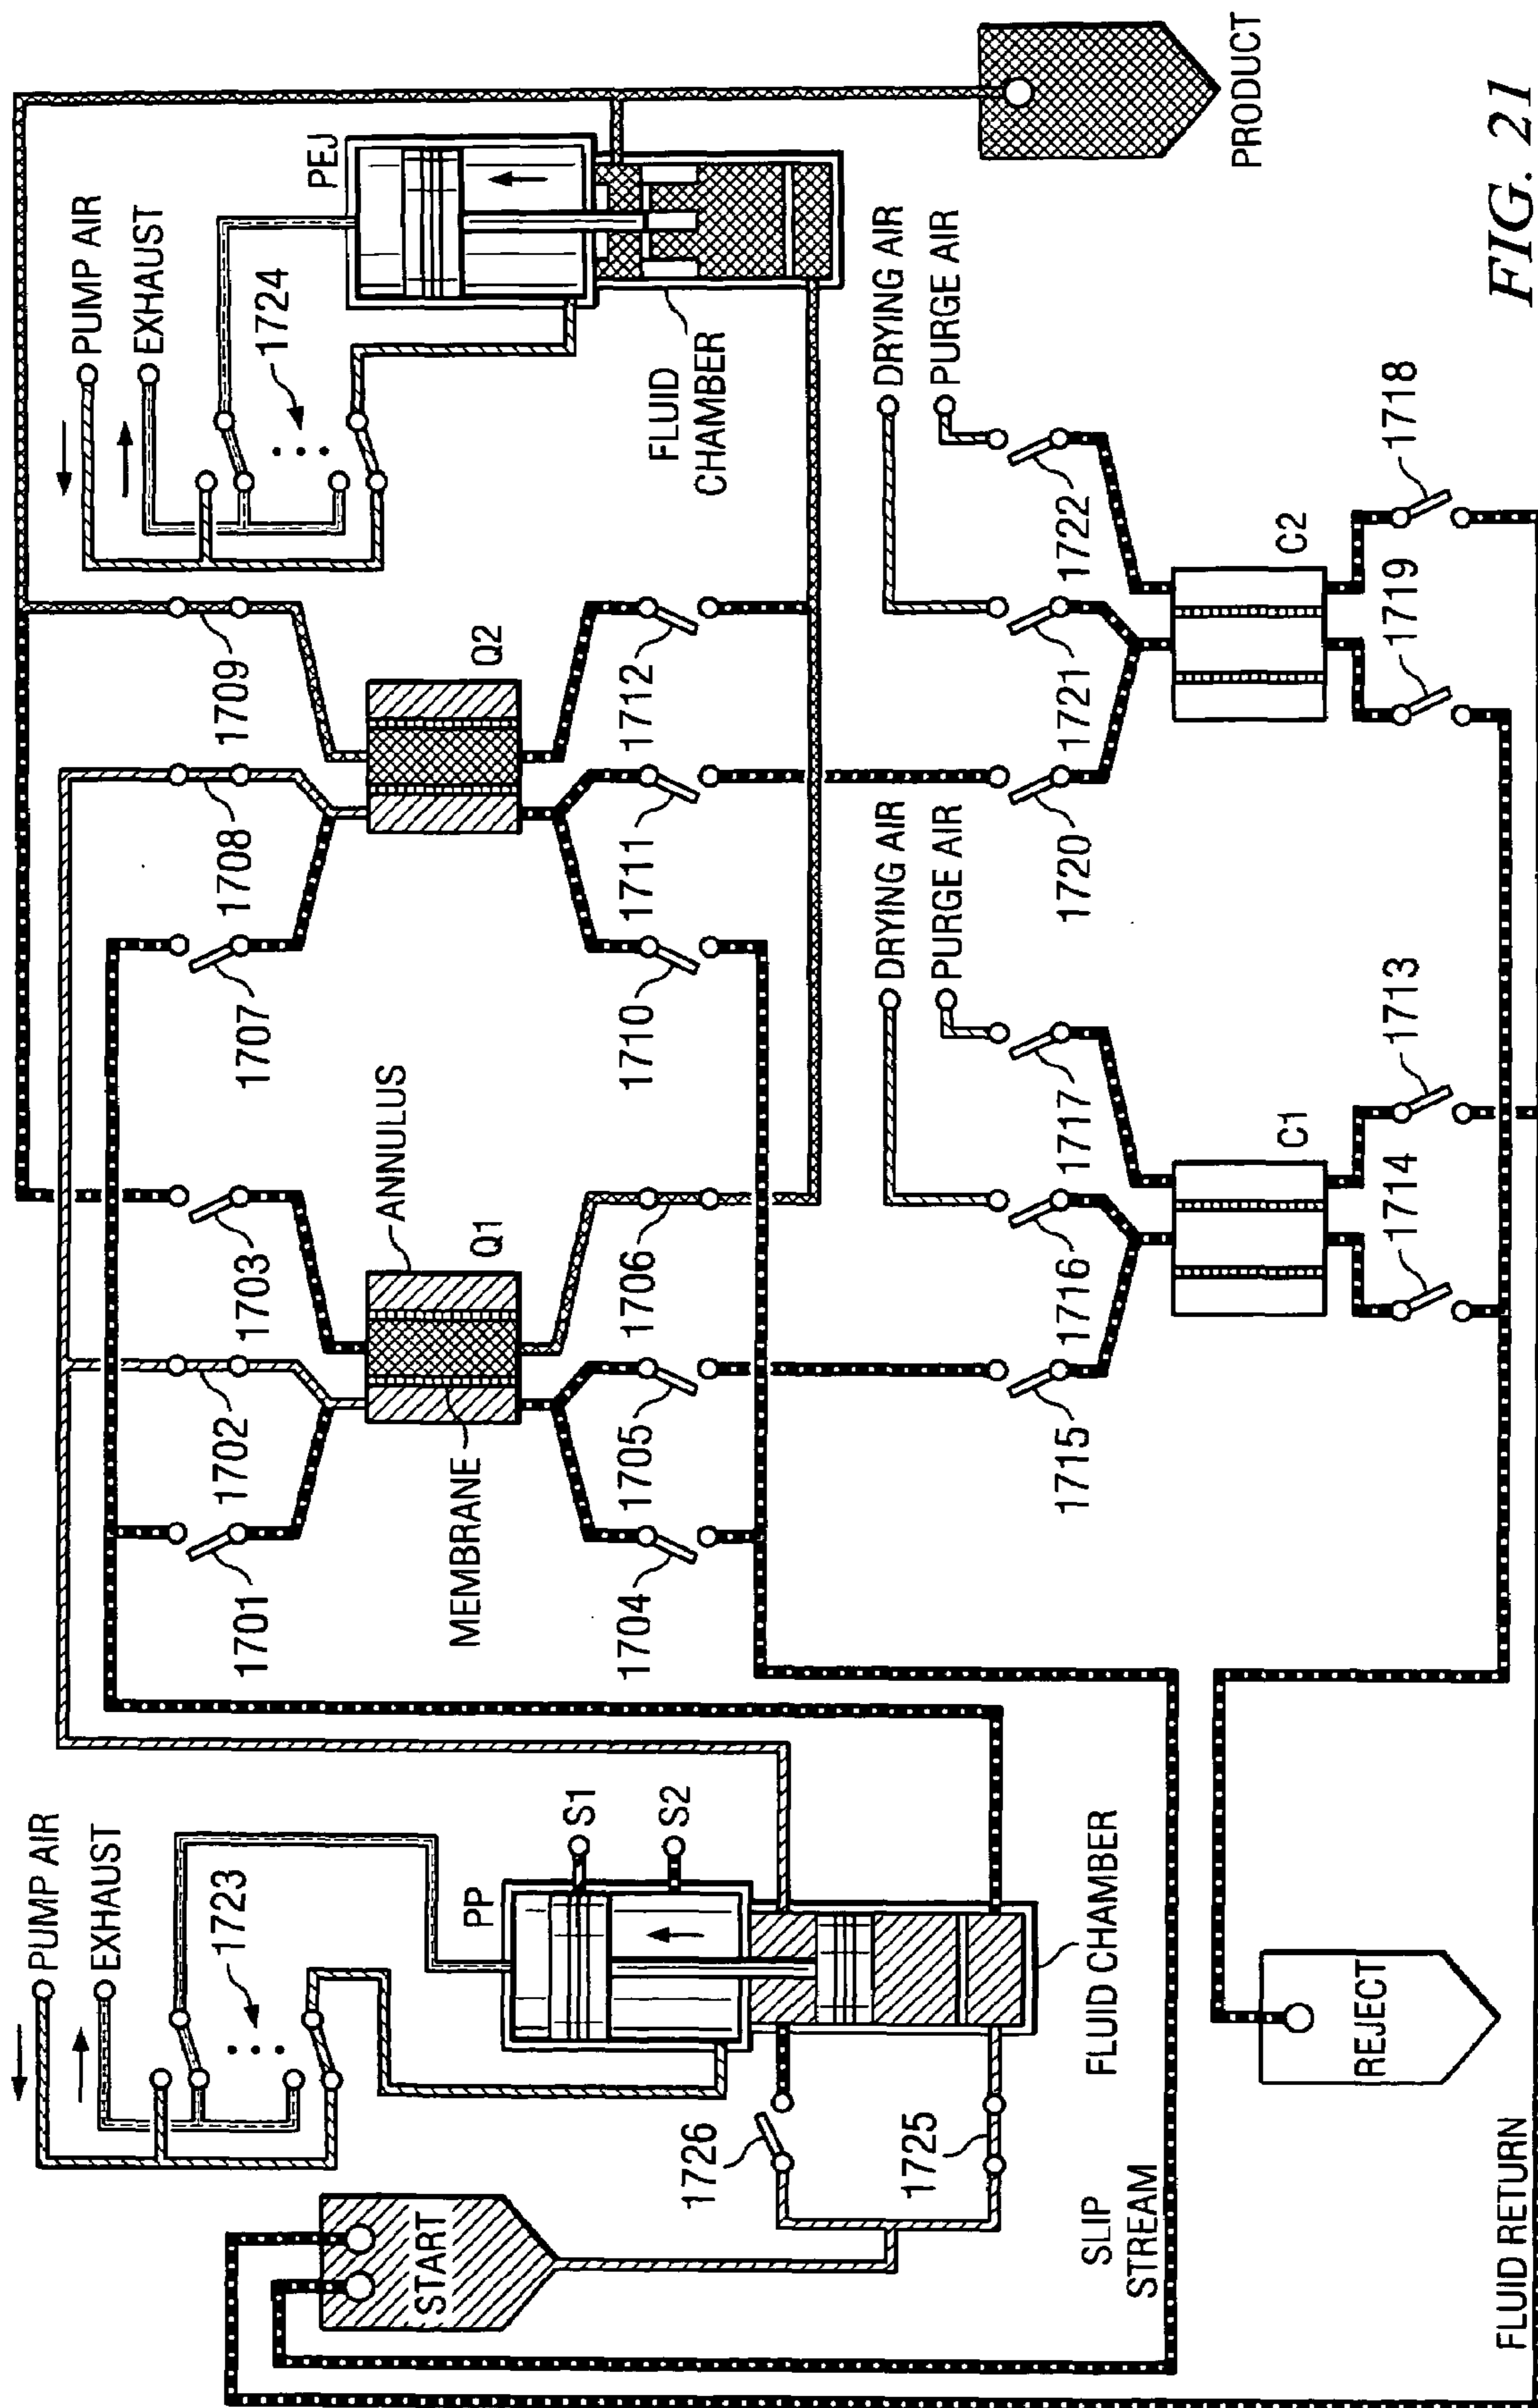 PUMP AIR
EXHAUST
1723
PP
S1
S2
START
1726
1725
FLUID CHAMBER
SLIP
STREAM
REJECT
FLUID RETURN
1701
1702
1703
ANNULUS
MEMBRANE
Q1
1704
1705
1706
1707
1708
1709
Q2
1710
1711
1712
PUMP AIR
EXHAUST
1724
PEJ
FLUID
CHAMBER
DRYING AIR
PURGE AIR
1715
1716
1717
C1
1714
1713
DRYING AIR
PURGE AIR
1720
1721
1722
C2
1719
1718
PRODUCT
FIG. 21